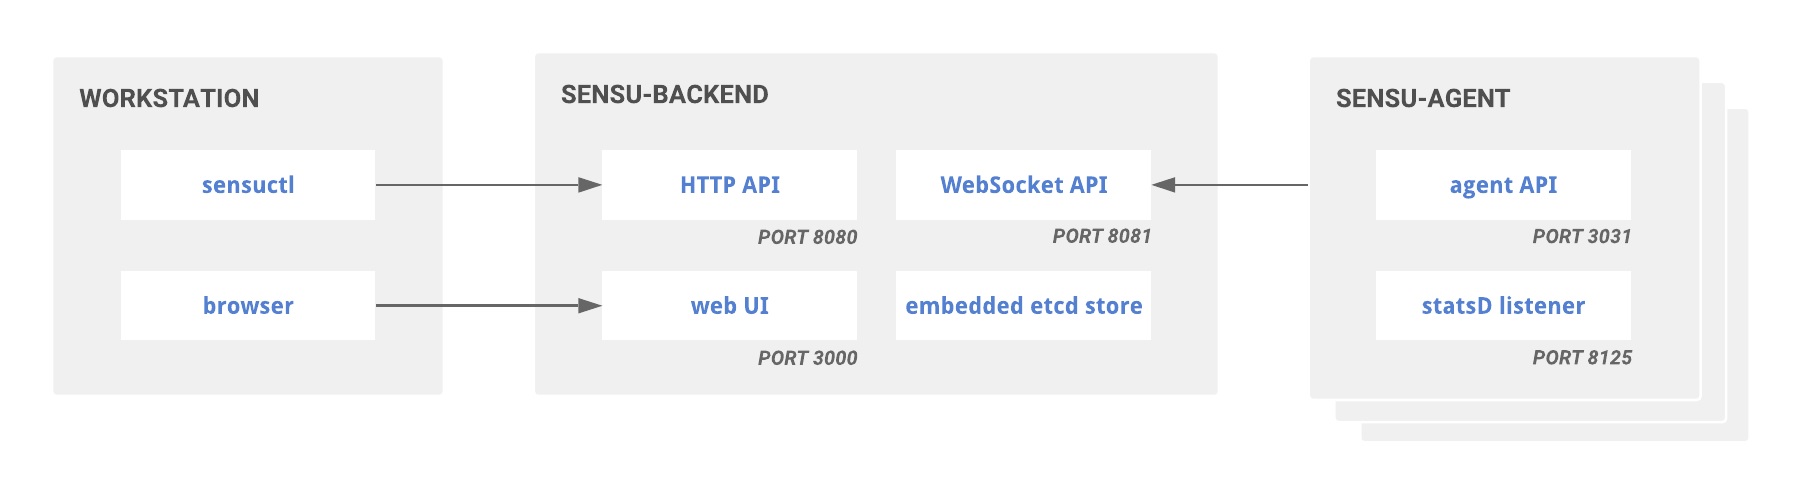 WORKSTATION
sensuctl
browser
SENSU-BACKEND
HTTP API
PORT 8080
WebSocket API
PORT 8081
web UI
PORT 3000
embedded etcd store
SENSU-AGENT
agent API
PORT 3031
statsD listener
PORT 8125